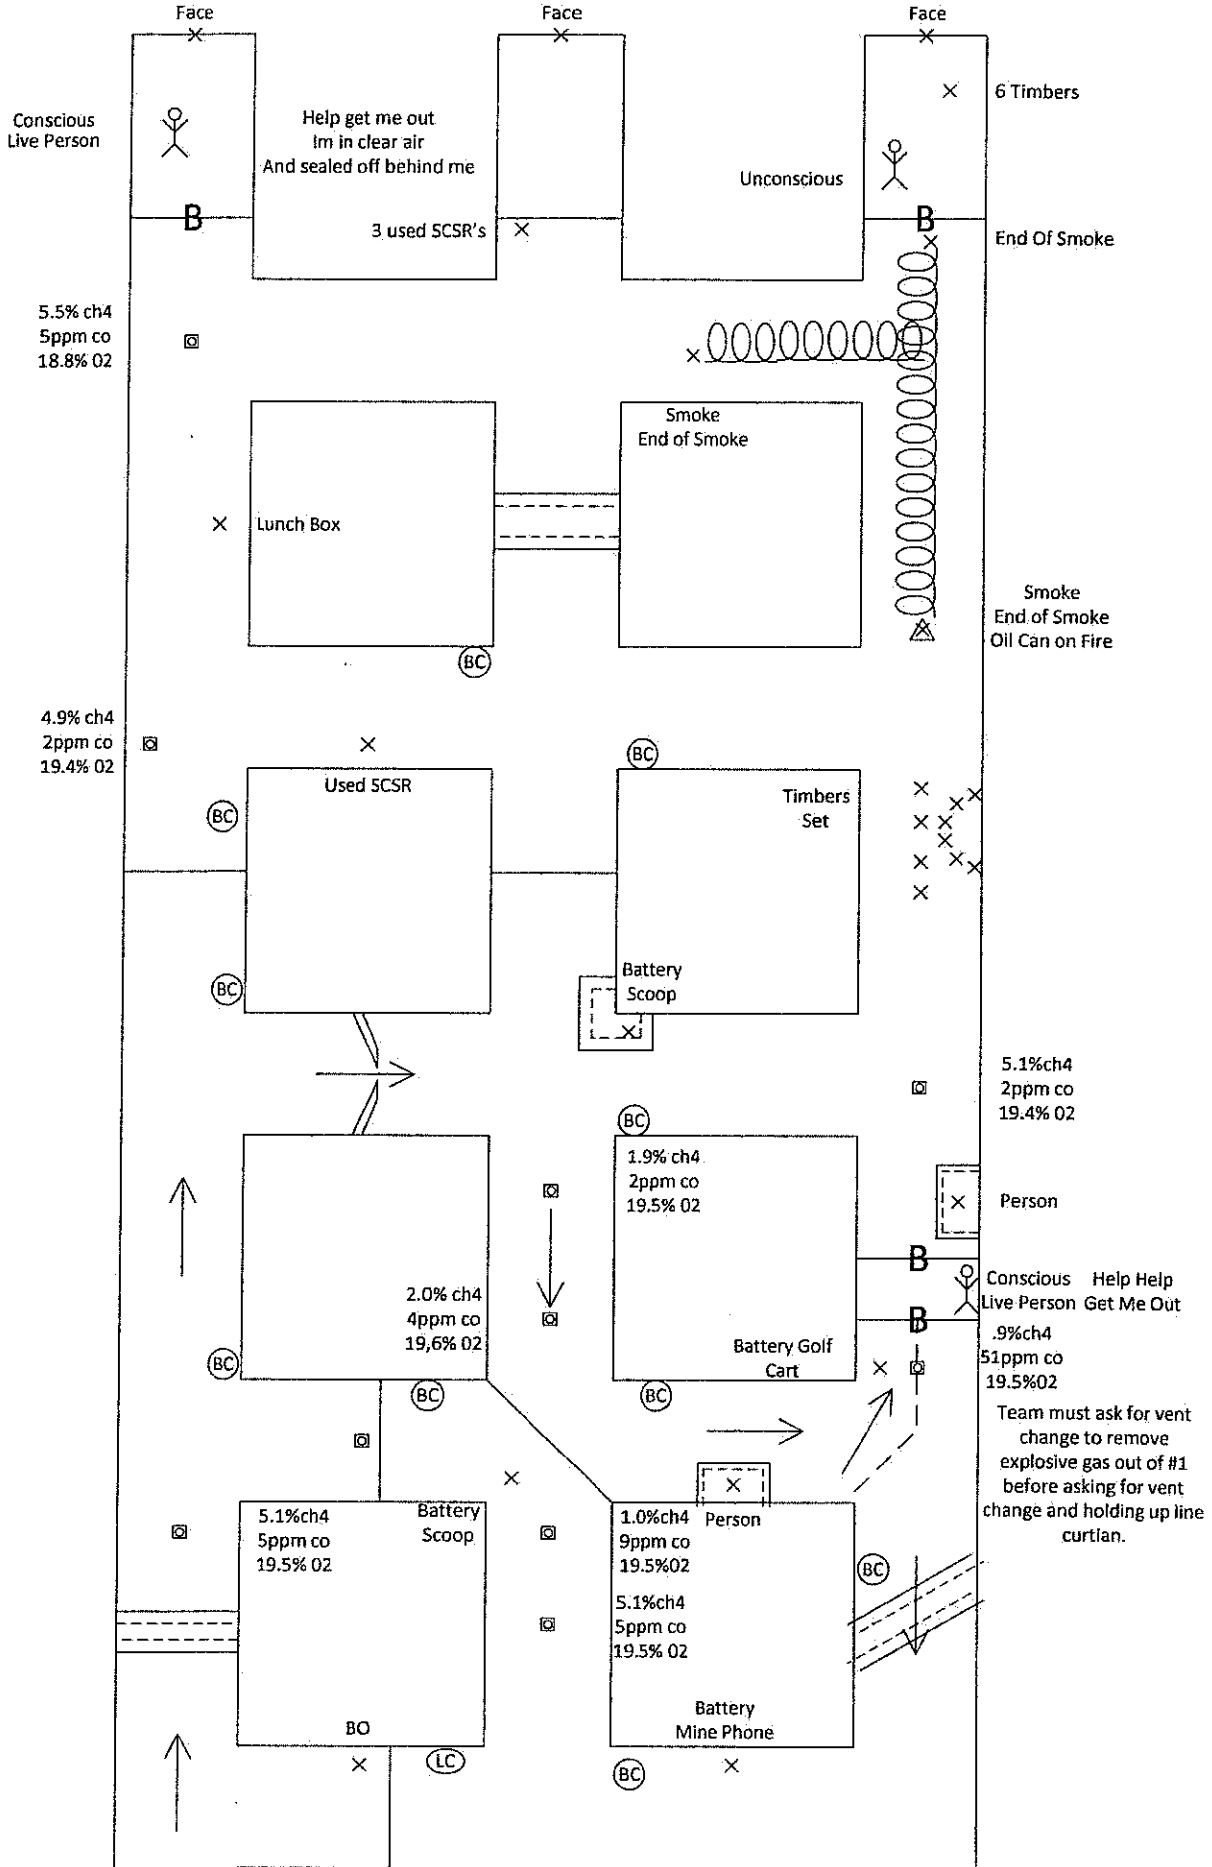 Face
Face
Face
6 Timbers
Conscious
Live Person
Help get me out
Im in clear air
And sealed off behind me
Unconscious
B
B
3 used SCSR's
End Of Smoke
5.5% ch4
5ppm co
18.8% 02
Smoke
End of Smoke
Lunch Box
Smoke
End of Smoke
Oil Can on Fire
BC
4.9% ch4
2ppm co
19.4% 02
BC
Used SCSR
Timbers
Set
BC
Battery
Scoop
BC
5.1%ch4
2ppm co
19.4% 02
BC
1.9% ch4
2ppm co
19.5% 02
Person
B
Conscious
Live Person
Help Help
Get Me Out
2.0% ch4
4ppm co
19,6% 02
B
Battery Golf
Cart
.9%ch4
51ppm co
19.5%02
BC
BC
BC
Team must ask for vent
change to remove
explosive gas out of #1
before asking for vent
change and holding up line
curtian.
5.1%ch4
5ppm co
19.5% 02
Battery
Scoop
1.0%ch4
9ppm co
19.5%02
Person
BC
5.1%ch4
5ppm co
19.5% 02
Battery
Mine Phone
BO
LC
BC